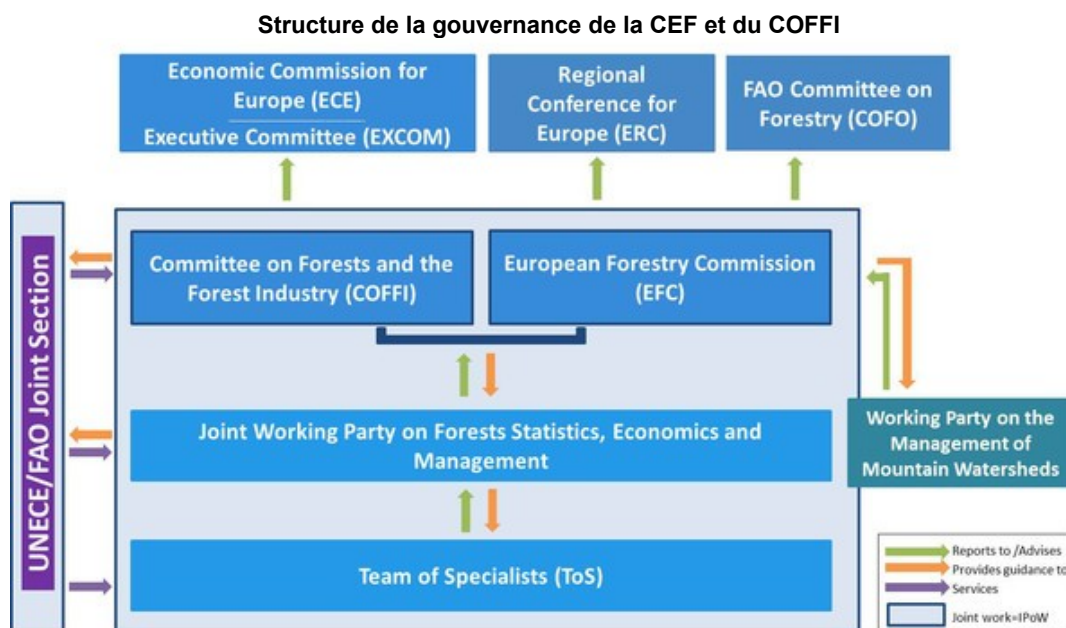 Structure de la gouvernance de la CEF et du COFFI
Economic Commission for
Europe (ECE)
Executive Committee (EXCOM)
Regional
Conference for
Europe (ERC)
FAO Committee on
Forestry (COFO)
UNECE/FAO Joint Section
Committee on Forests and the
Forest Industry (COFFI)
European Forestry Commission
(EFC)
Joint Working Party on Forests Statistics, Economics and
Management
Working Party on the
Management of
Mountain Watersheds
Team of Specialists (ToS)
Reports to /Advises
Provides guidance to
Services
Joint work=IPoW